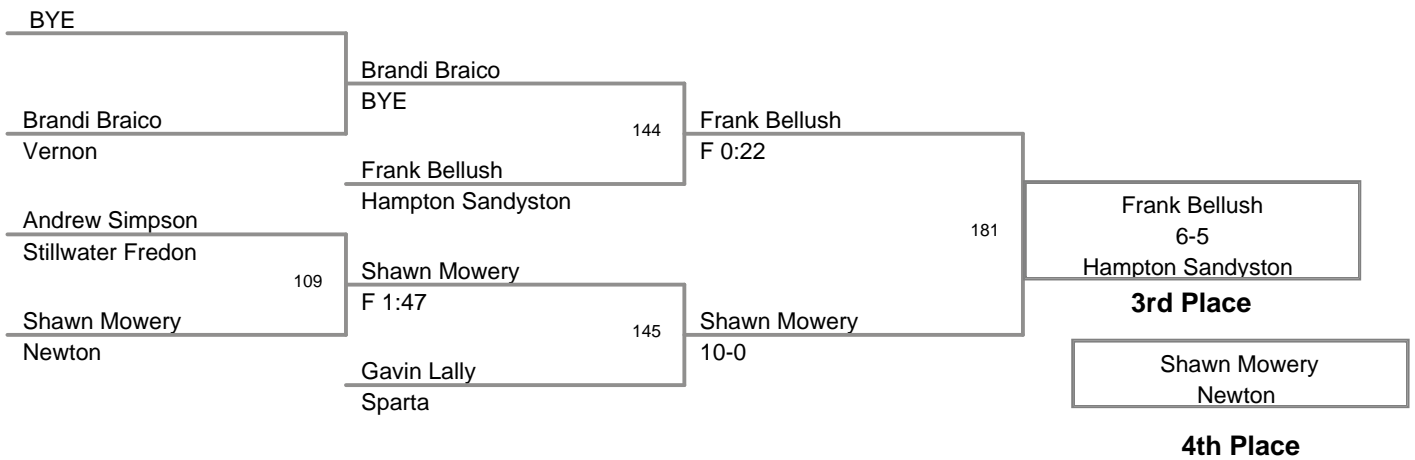 BYE
Brandi Braico
BYE
Brandi Braico
Vernon
144
Frank Bellush
F 0:22
Frank Bellush
Hampton Sandyston
Andrew Simpson
Stillwater Fredon
109
Shawn Mowery
F 1:47
Shawn Mowery
Newton
145
Gavin Lally
Sparta
Shawn Mowery
10-0
181
Frank Bellush
6-5
Hampton Sandyston
3rd Place
Shawn Mowery
Newton
4th Place